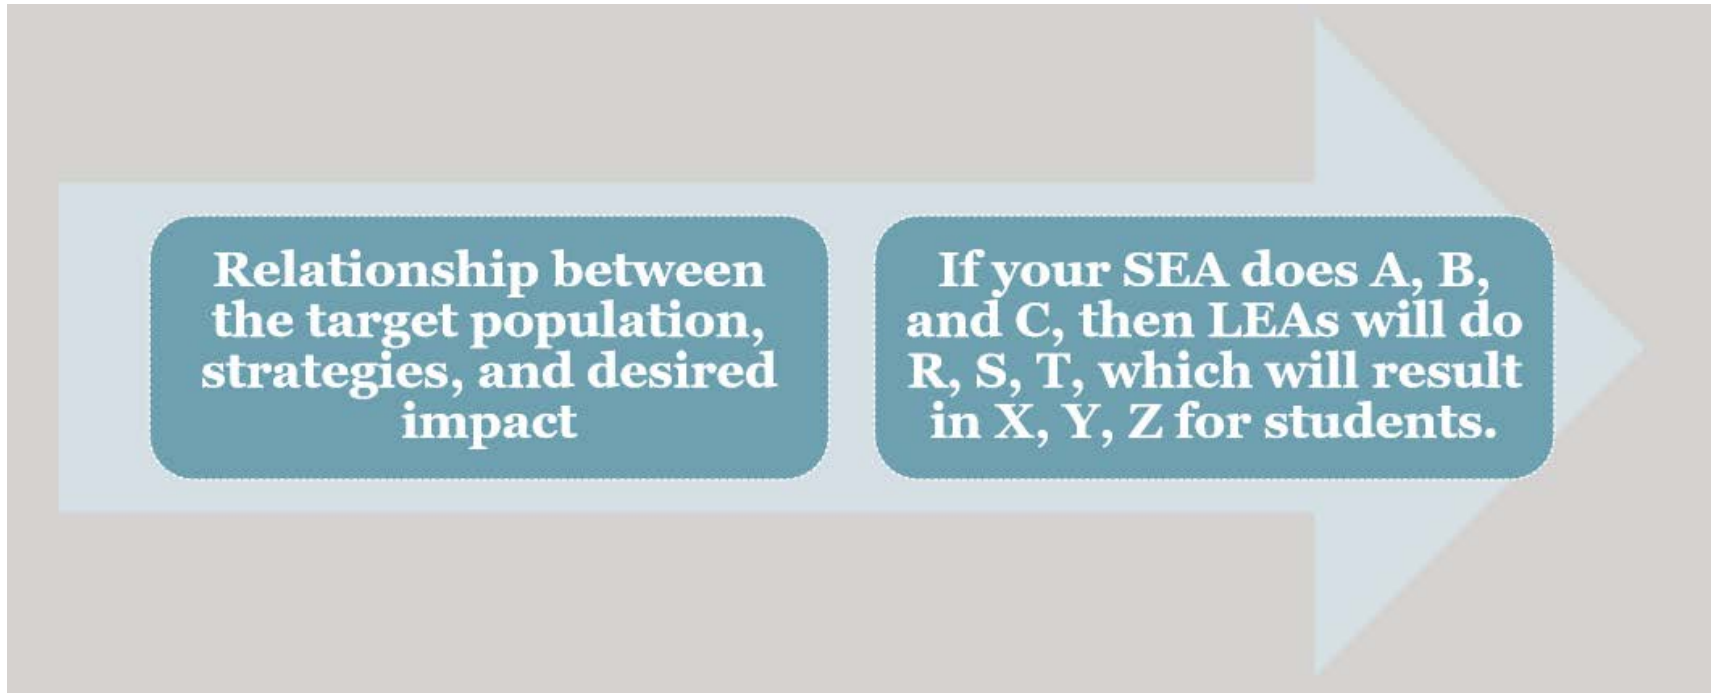 Relationship between
the target population,
strategies, and desired
impact
If your SEA does A, B,
and C, then LEAs will do
R, S, T, which will result
in X, Y, Z for students.